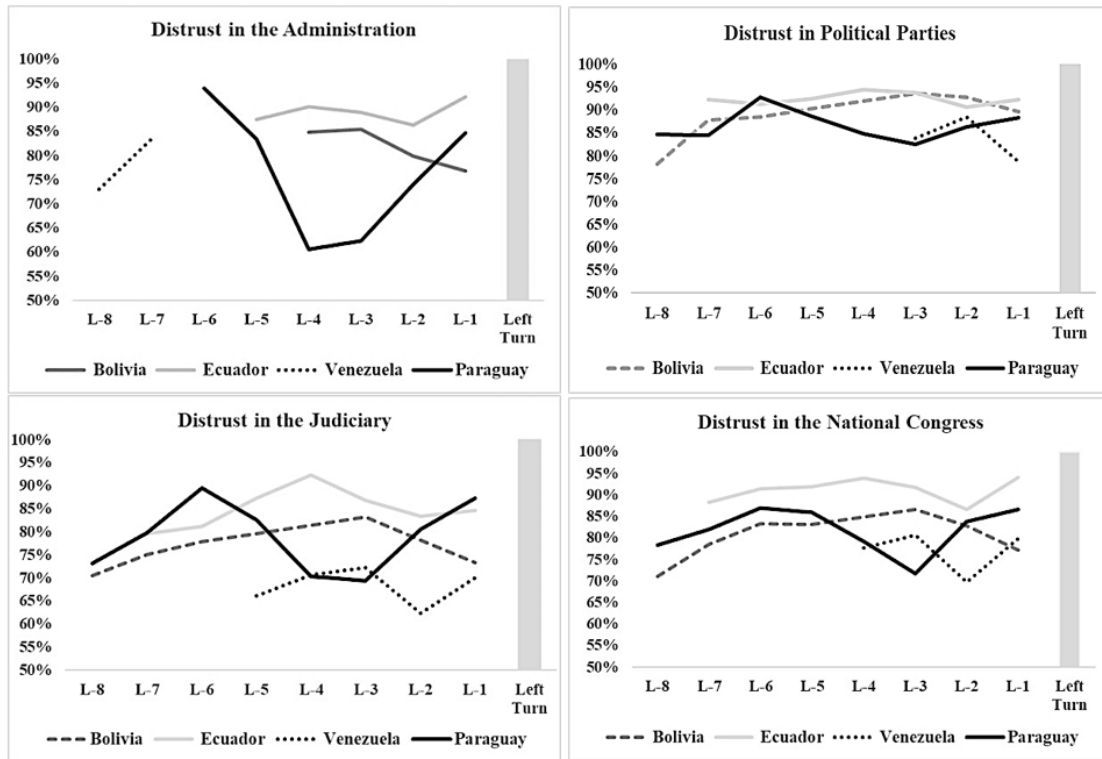 Distrust in the Administration
100%
95%
90%
85%
80%
75%
70%
65%
60%
55%
50%
L-8 L-7 L-6 L-5 L-4 L-3 L-2 L-1 Left
Turn
Bolivia Ecuador Venezuela Paraguay
Distrust in Political Parties
100%
95%
90%
85%
80%
75%
70%
65%
60%
55%
50%
L-8 L-7 L-6 L-5 L-4 L-3 L-2 L-1 Left
Turn
Bolivia Ecuador Venezuela Paraguay
Distrust in the Judiciary
100%
95%
90%
85%
80%
75%
70%
65%
60%
55%
50%
L-8 L-7 L-6 L-5 L-4 L-3 L-2 L-1 Left
Turn
Bolivia Ecuador Venezuela Paraguay
Distrust in the National Congress
100%
95%
90%
85%
80%
75%
70%
65%
60%
55%
50%
L-8 L-7 L-6 L-5 L-4 L-3 L-2 L-1 Left
Turn
Bolivia Ecuador Venezuela Paraguay